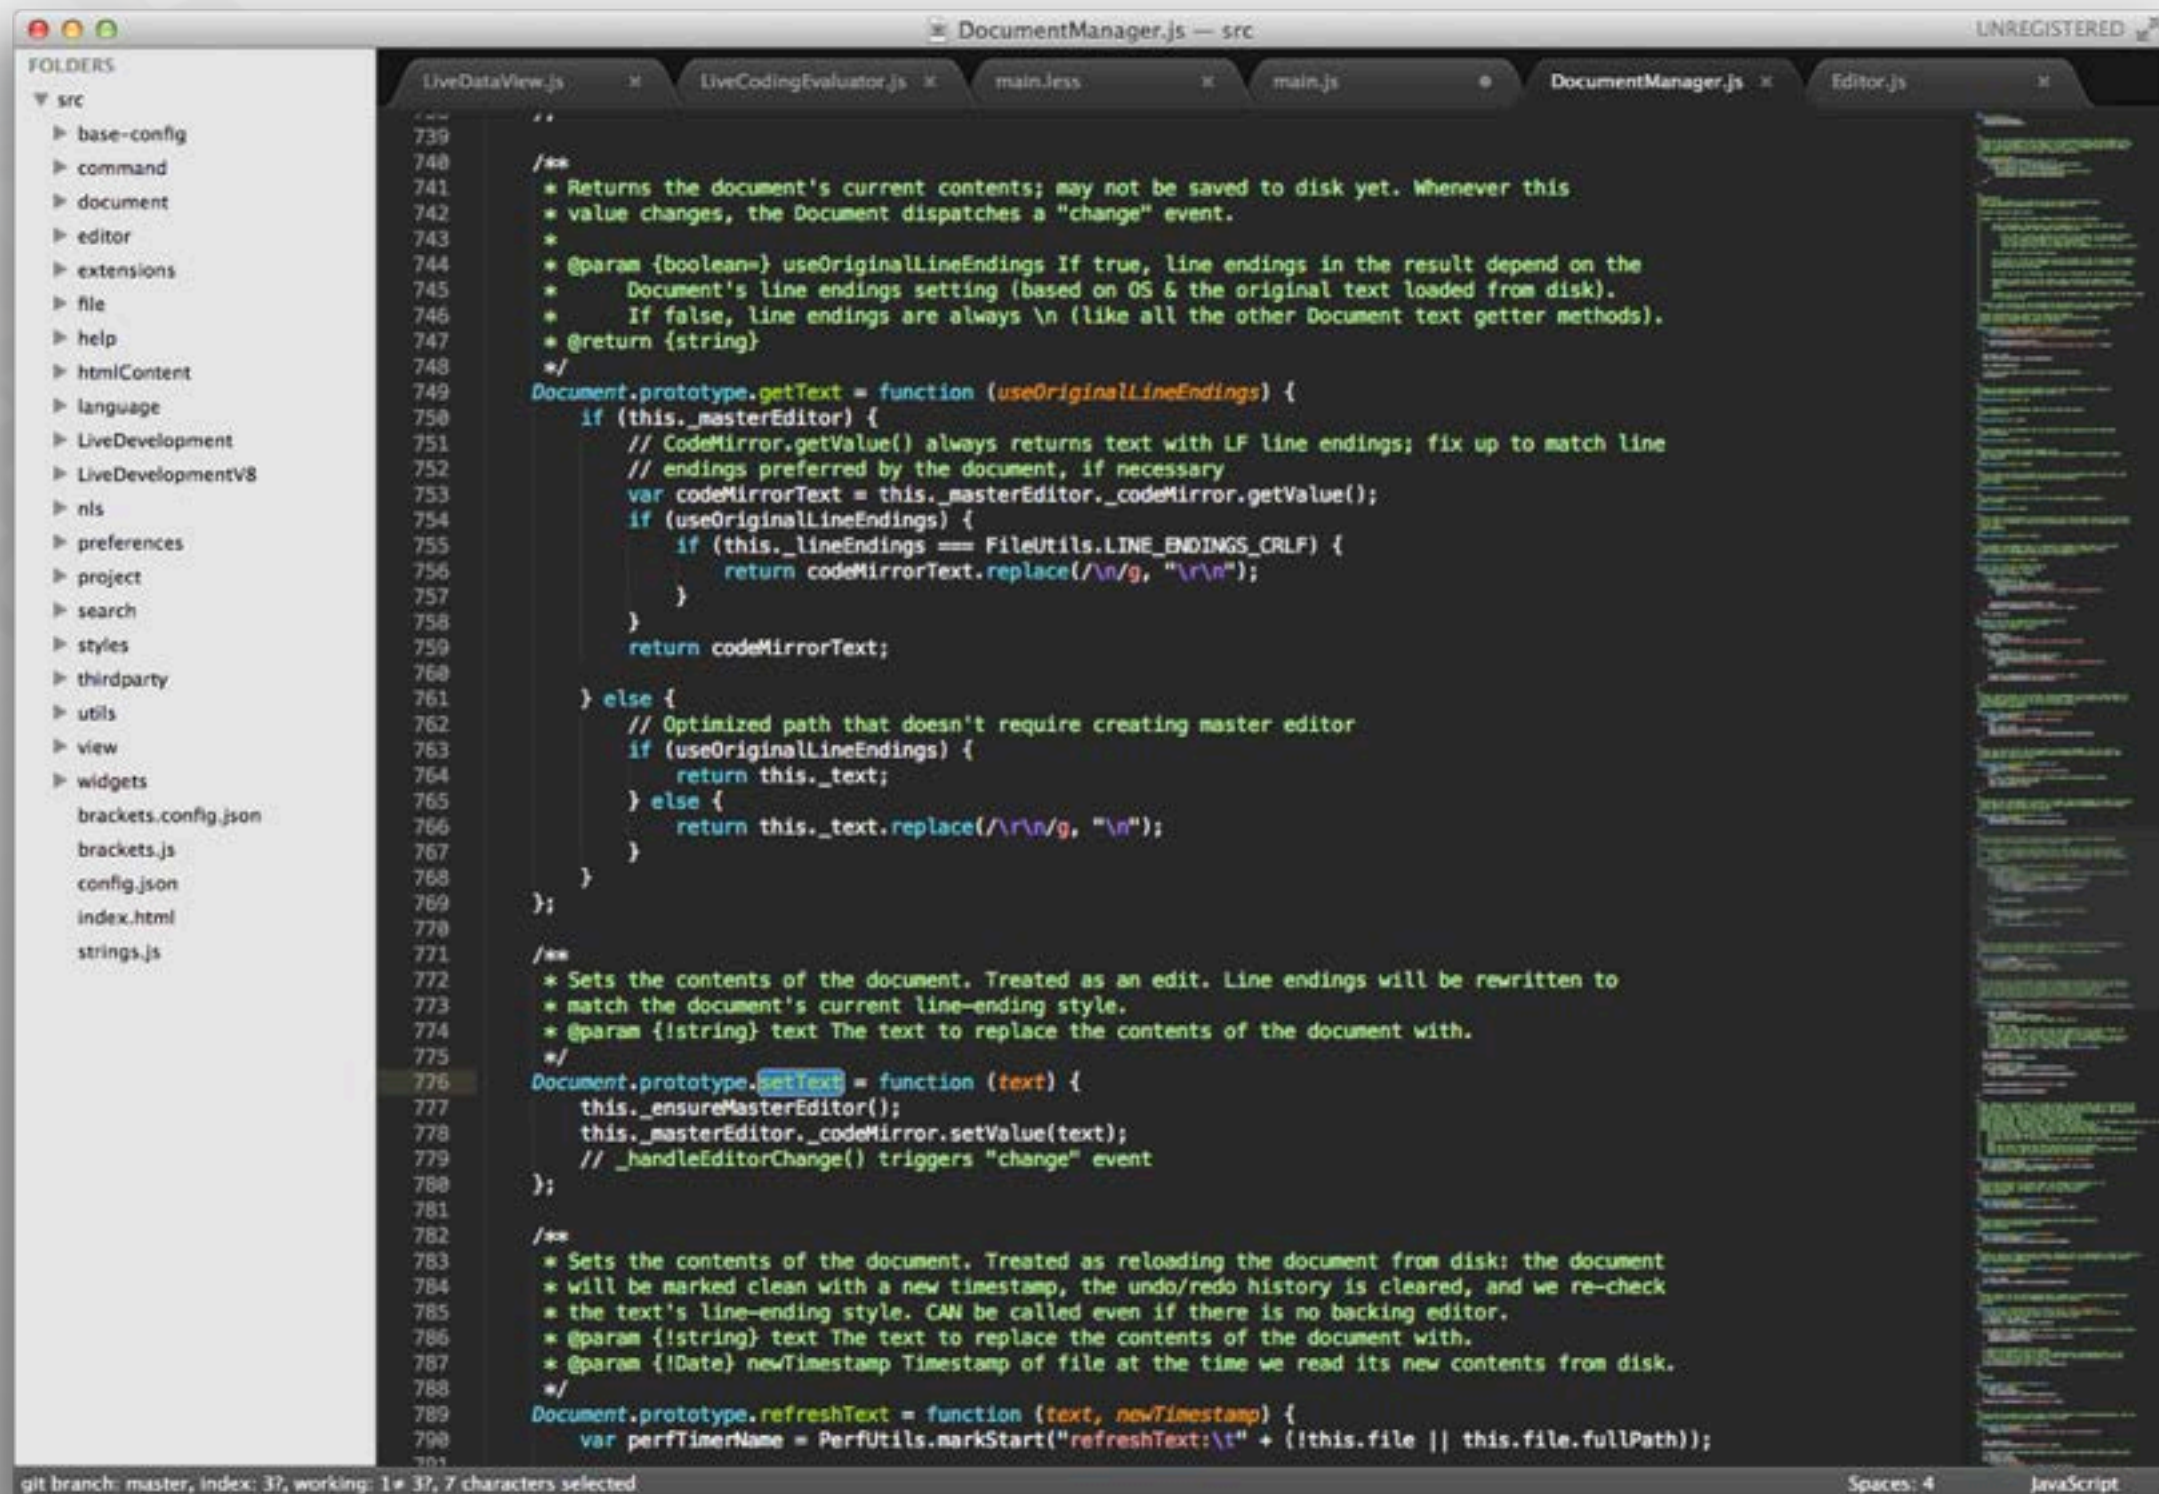 DocumentManager.js — src
UNREGISTERED
FOLDERS
src
base-config
command
document
editor
extensions
file
help
htmlContent
language
LiveDevelopment
LiveDevelopmentV8
nls
preferences
project
search
styles
thirdparty
utils
view
widgets
brackets.config.json
brackets.js
config.json
index.html
strings.js
LiveDataView.js
LiveCodingEvaluator.js
main.less
main.js
DocumentManager.js
Editor.js
739
740 /**
741 * Returns the document's current contents; may not be saved to disk yet. Whenever this
742 * value changes, the Document dispatches a "change" event.
743 *
744 * @param {boolean=} useOriginalLineEndings If true, line endings in the result depend on the
745 * Document's line endings setting (based on OS & the original text loaded from disk).
746 * If false, line endings are always \n (like all the other Document text getter methods).
747 * @return {string}
748 */
749 Document.prototype.getText = function (useOriginalLineEndings) {
750 if (this._masterEditor) {
751 // CodeMirror.getValue() always returns text with LF line endings; fix up to match line
752 // endings preferred by the document, if necessary
753 var codeMirrorText = this._masterEditor._codeMirror.getValue();
754 if (useOriginalLineEndings) {
755 if (this._lineEndings === FileUtils.LINE_ENDINGS_CRLF) {
756 return codeMirrorText.replace(/\n/g, "\r\n");
757 }
758 }
759 return codeMirrorText;
760
761 } else {
762 // Optimized path that doesn't require creating master editor
763 if (useOriginalLineEndings) {
764 return this._text;
765 } else {
766 return this._text.replace(/\r\n/g, "\n");
767 }
768 }
769 };
770
771 /**
772 * Sets the contents of the document. Treated as an edit. Line endings will be rewritten to
773 * match the document's current line-ending style.
774 * @param {!string} text The text to replace the contents of the document with.
775 */
776 Document.prototype.setText = function (text) {
777 this._ensureMasterEditor();
778 this._masterEditor._codeMirror.setValue(text);
779 // _handleEditorChange() triggers "change" event
780 };
781
782 /**
783 * Sets the contents of the document. Treated as reloading the document from disk: the document
784 * will be marked clean with a new timestamp, the undo/redo history is cleared, and we re-check
785 * the text's line-ending style. CAN be called even if there is no backing editor.
786 * @param {!string} text The text to replace the contents of the document with.
787 * @param {!Date} newTimestamp Timestamp of file at the time we read its new contents from disk.
788 */
789 Document.prototype.refreshText = function (text, newTimestamp) {
790 var perfTimerName = PerfUtils.markStart("refreshText:\t" + (!this.file || this.file.fullPath));
git branch: master, index: 3?, working: 1≠ 3?, 7 characters selected
Spaces: 4
JavaScript